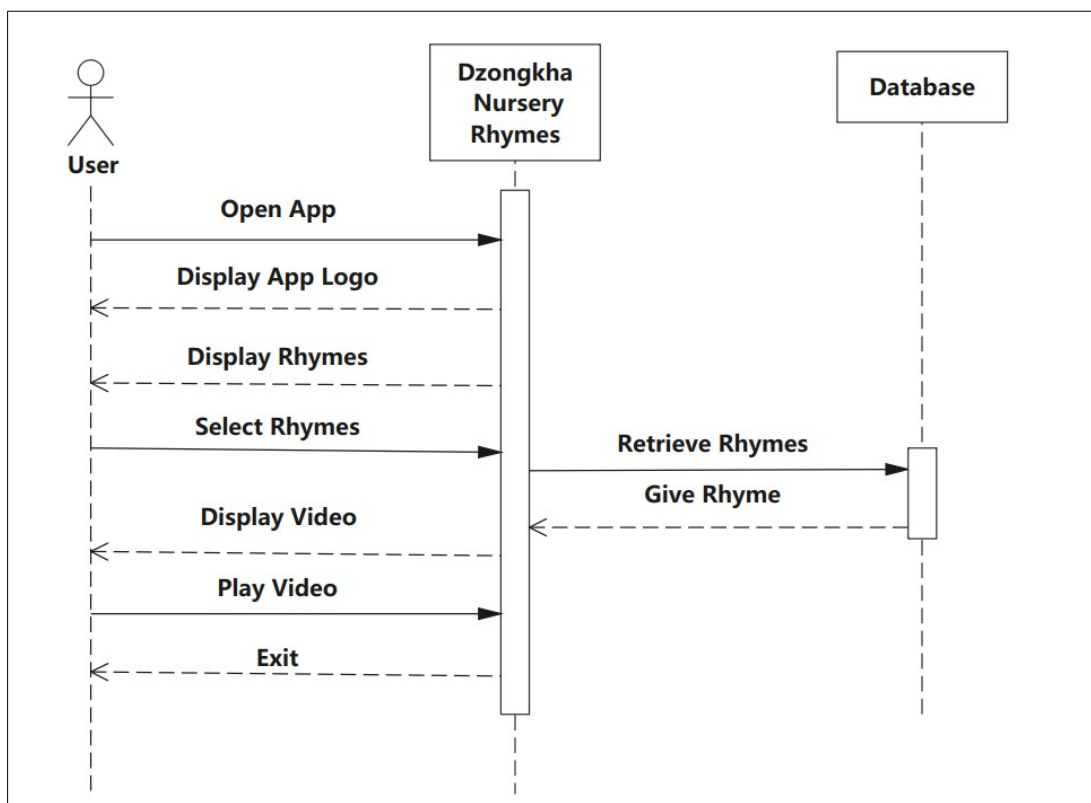 Dzongkha
Nursery
Rhymes
Database
User
Open App
Display App Logo
Display Rhymes
Select Rhymes
Retrieve Rhymes
Give Rhyme
Display Video
Play Video
Exit